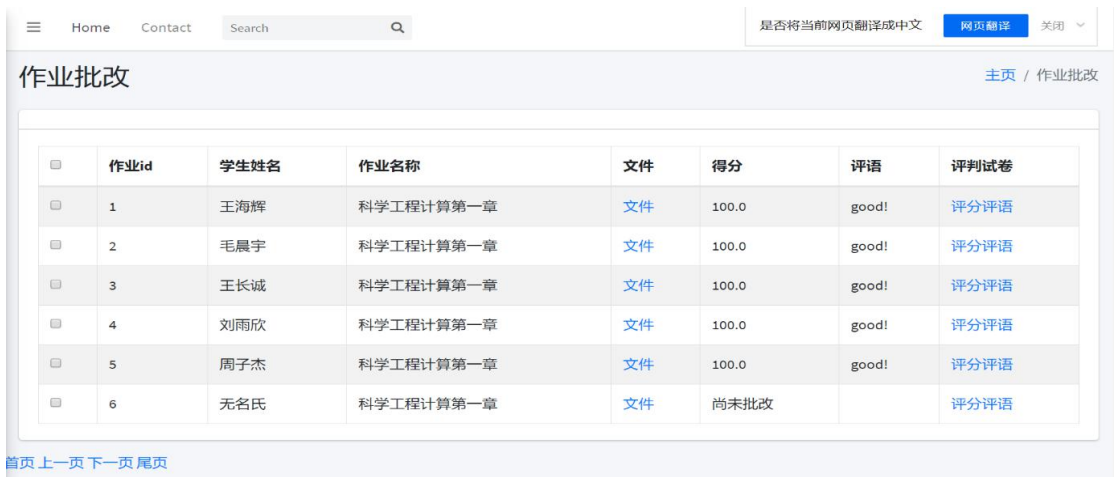 Home Contact Search 是否将当前网页翻译成中文 网页翻译 关闭
作业批改 主页 / 作业批改
作业id 学生姓名 作业名称 文件 得分 评语 评判试卷
1 王海辉 科学工程计算第一章 文件 100.0 good! 评分评语
2 毛晨宇 科学工程计算第一章 文件 100.0 good! 评分评语
3 王长诚 科学工程计算第一章 文件 100.0 good! 评分评语
4 刘雨欣 科学工程计算第一章 文件 100.0 good! 评分评语
5 周子杰 科学工程计算第一章 文件 100.0 good! 评分评语
6 无名氏 科学工程计算第一章 文件 尚未批改 评分评语
首页 上一页 下一页 尾页